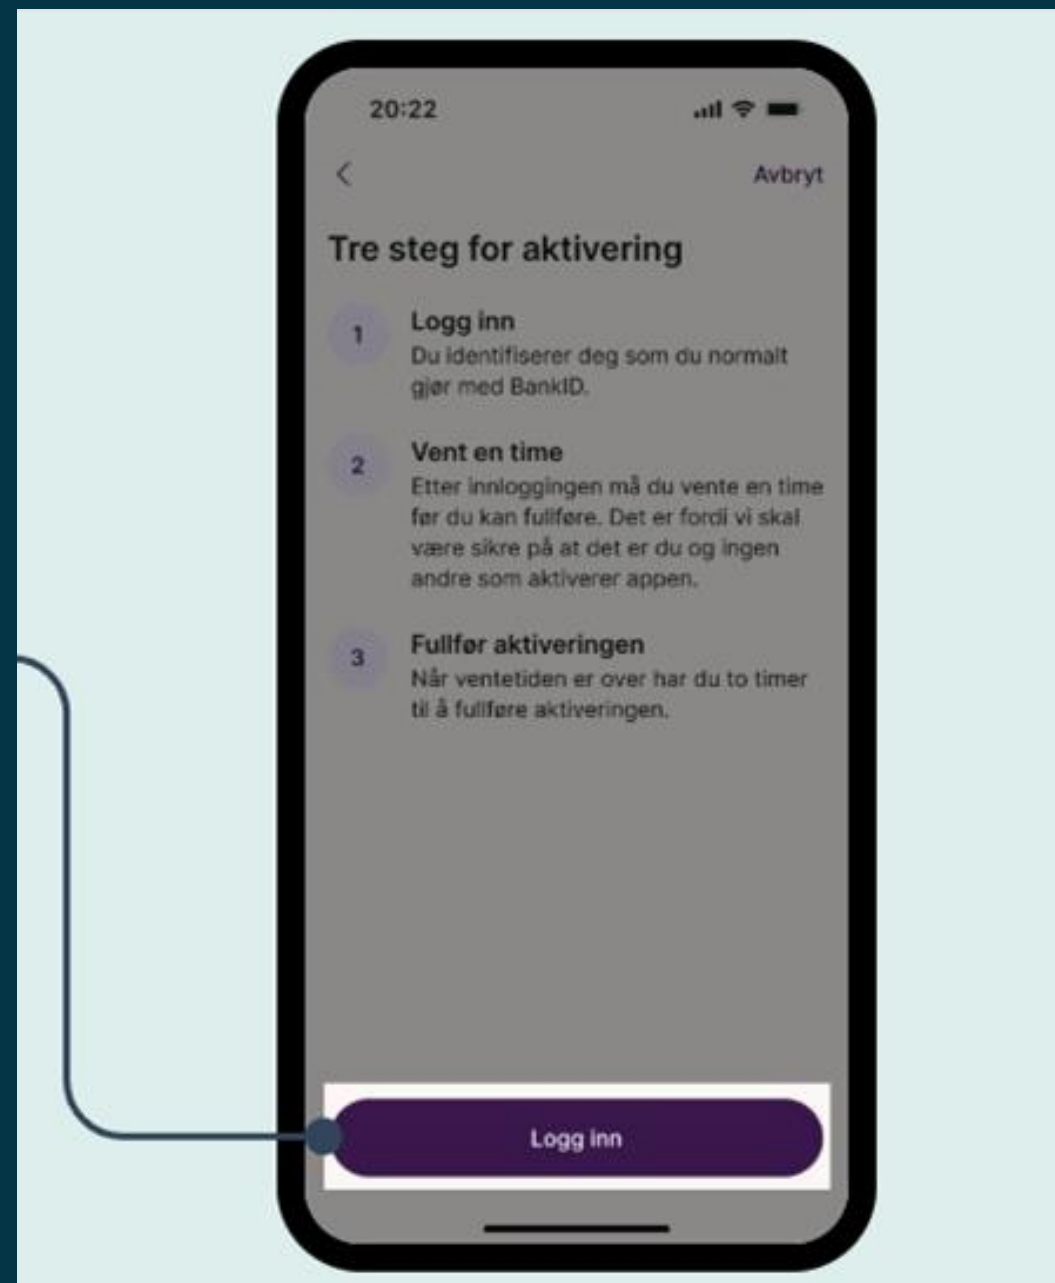 20:22
Avbryt
Tre steg for aktivering
1
Logg inn
Du identifiserer deg som du normalt
gjør med BankID.
2
Vent en time
Etter innloggingen må du vente en time
før du kan fullføre. Det er fordi vi skal
være sikre på at det er du og ingen
andre som aktiverer appen.
3
Fullfør aktiveringen
Når ventetiden er over har du to timer
til å fullføre aktiveringen.
Logg inn